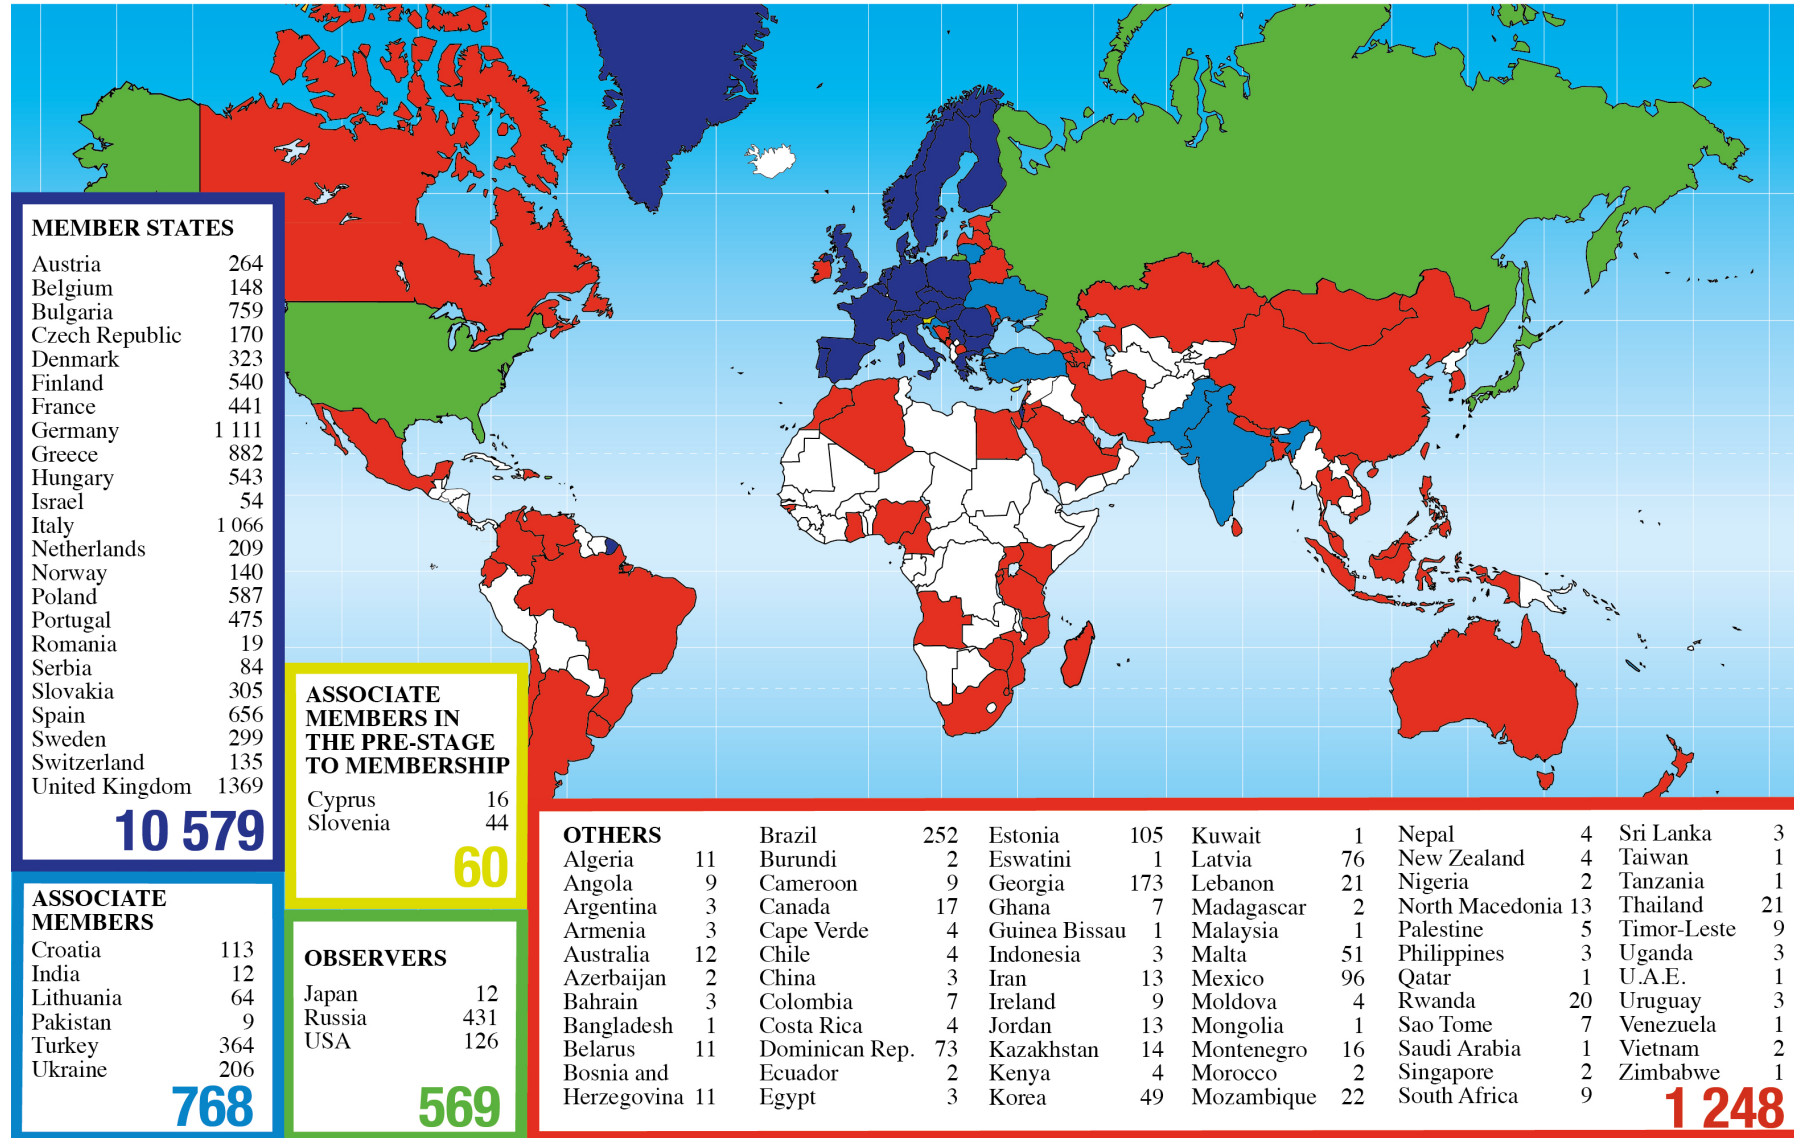 MEMBER STATES
Austria 264
Belgium 148
Bulgaria 759
Czech Republic 170
Denmark 323
Finland 540
France 441
Germany 1 111
Greece 882
Hungary 543
Israel 54
Italy 1 066
Netherlands 209
Norway 140
Poland 587
Portugal 475
Romania 19
Serbia 84
Slovakia 305
Spain 656
Sweden 299
Switzerland 135
United Kingdom 1369
10 579
ASSOCIATE
MEMBERS
Croatia 113
India 12
Lithuania 64
Pakistan 9
Turkey 364
Ukraine 206
768
ASSOCIATE
MEMBERS IN
THE PRE-STAGE
TO MEMBERSHIP
Cyprus 16
Slovenia 44
60
OBSERVERS
Japan 12
Russia 431
USA 126
569
OTHERS
Algeria 11
Angola 9
Argentina 3
Armenia 3
Australia 12
Azerbaijan 2
Bahrain 3
Bangladesh 1
Belarus 11
Bosnia and
Herzegovina 11
Brazil 252
Burundi 2
Cameroon 9
Canada 17
Cape Verde 4
Chile 4
China 3
Colombia 7
Costa Rica 4
Dominican Rep. 73
Ecuador 2
Egypt 3
Estonia 105
Eswatini 1
Georgia 173
Ghana 7
Guinea Bissau 1
Indonesia 3
Iran 13
Ireland 9
Jordan 13
Kazakhstan 14
Kenya 4
Korea 49
Kuwait 1
Latvia 76
Lebanon 21
Madagascar 2
Malaysia 1
Malta 51
Mexico 96
Moldova 4
Mongolia 1
Montenegro 16
Morocco 2
Mozambique 22
Nepal 4
New Zealand 4
Nigeria 2
North Macedonia 13
Palestine 5
Philippines 3
Qatar 1
Rwanda 20
Sao Tome 7
Saudi Arabia 1
Singapore 2
South Africa 9
Sri Lanka 3
Taiwan 1
Tanzania 1
Thailand 21
Timor-Leste 9
Uganda 3
U.A.E. 1
Uruguay 3
Venezuela 1
Vietnam 2
Zimbabwe 1
1 248